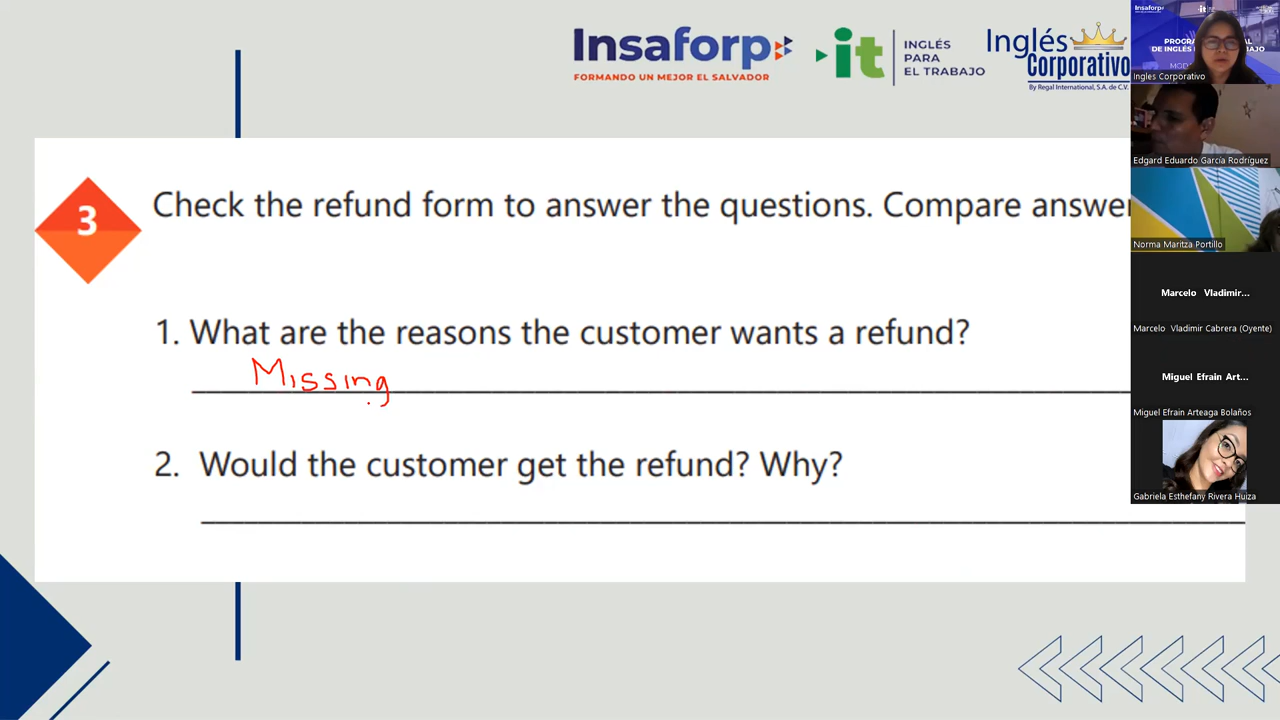 Insaforp
FORMANDO UN MEJOR EL SALVADOR
it
INGLÉS
PARA
EL TRABAJO
Inglés
Corporativo
By Regal International, S.A. de C.V.
3
Check the refund form to answer the questions. Compare answer
1. What are the reasons the customer wants a refund?
Missing
2. Would the customer get the refund? Why?
Insaforp
it
Ingles Corporativo
Edgard Eduardo García Rodríguez
Norma Maritza Portillo
Marcelo Vladimir...
Marcelo Vladimir Cabrera (Oyente)
Miguel Efrain Art...
Miguel Efrain Arteaga Bolaños
Gabriela Esthefany Rivera Huiza